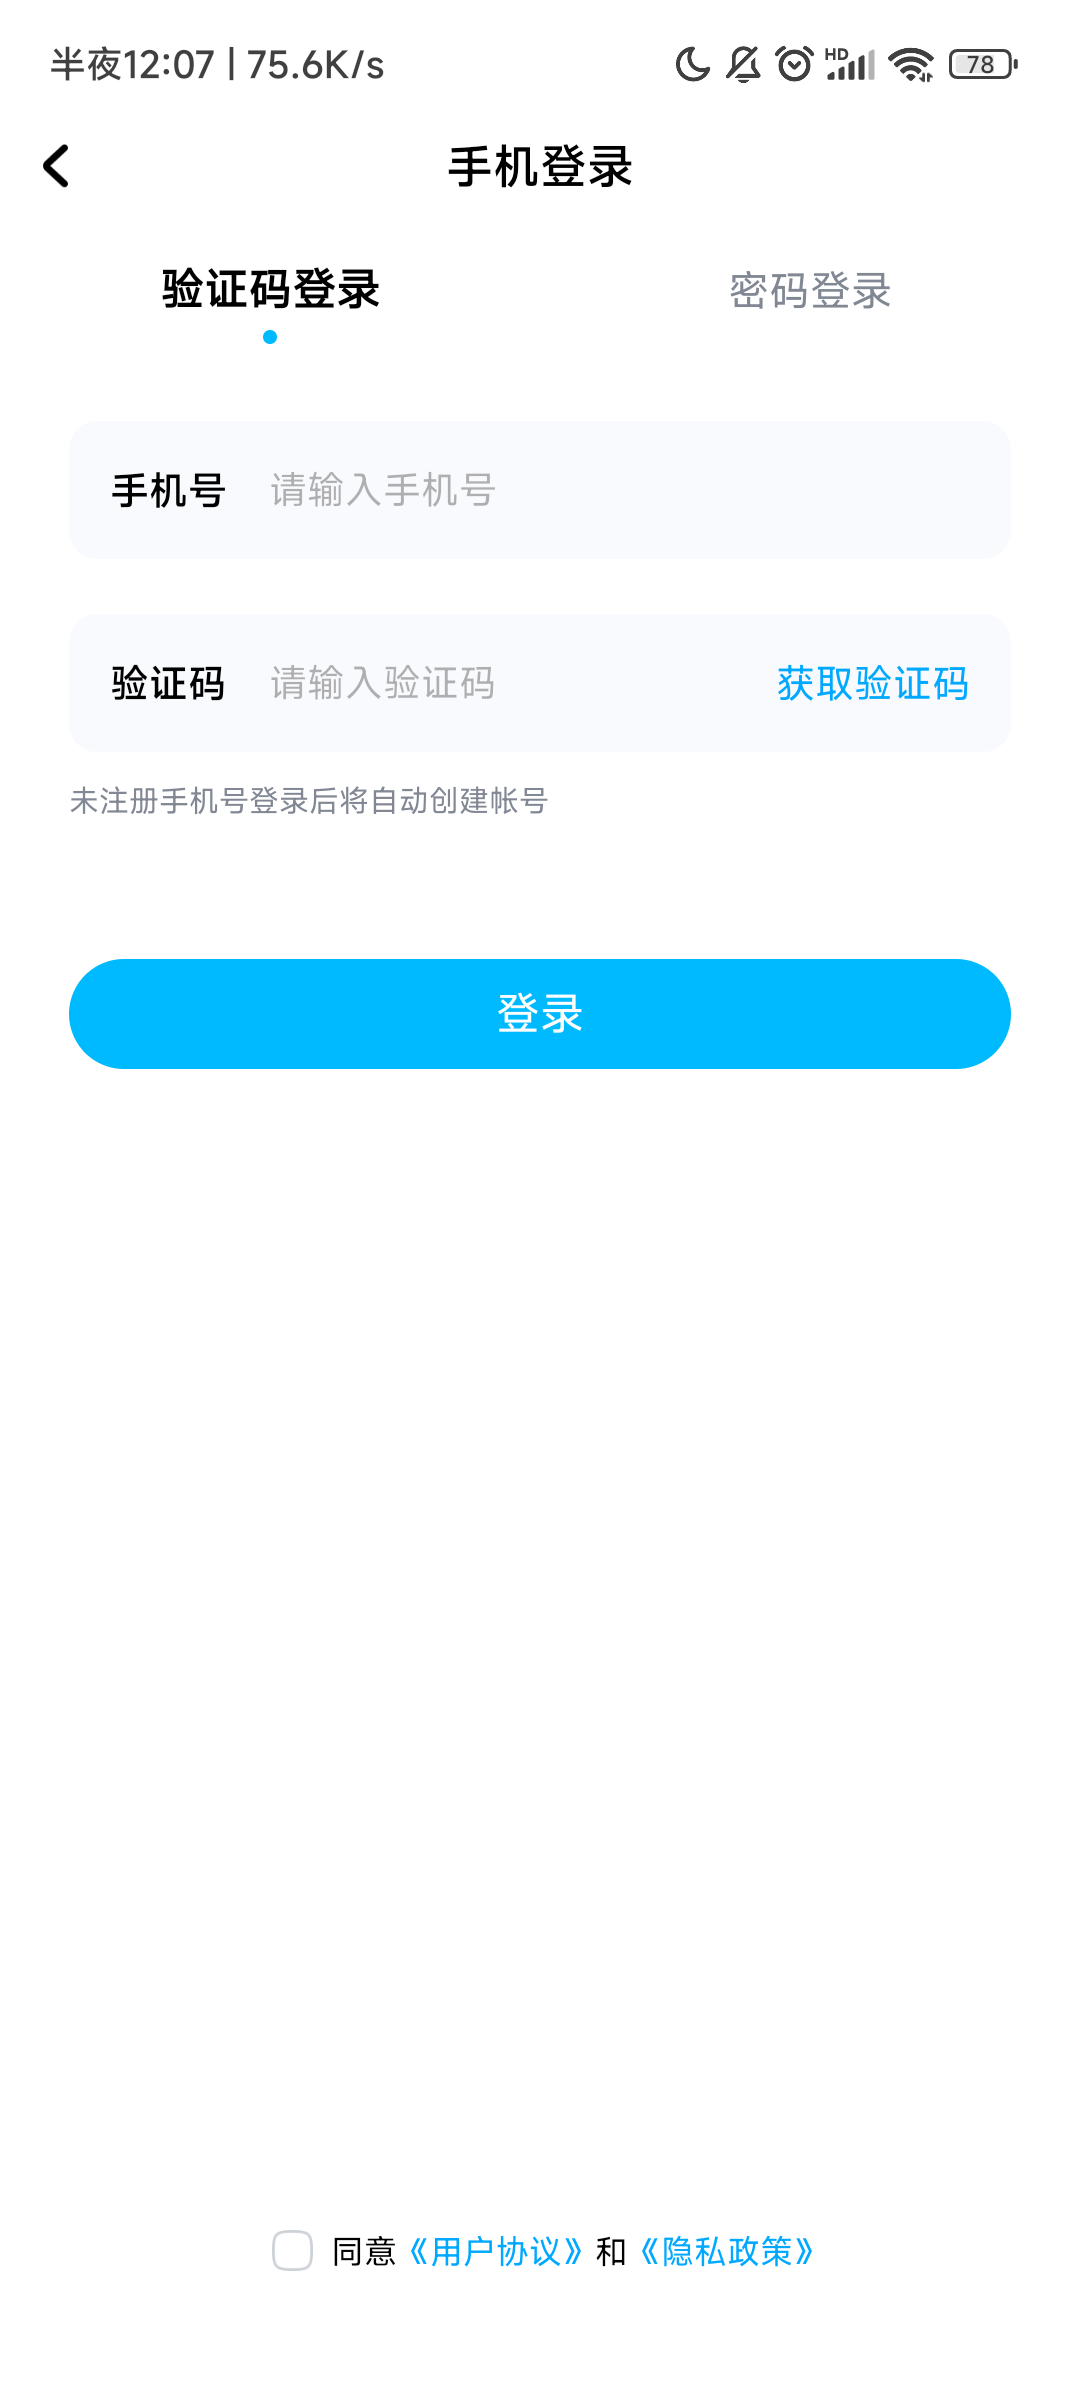 半夜12:07 | 75.6K/s HD 78
手机登录
验证码登录 密码登录
手机号 请输入手机号
验证码 请输入验证码 获取验证码
未注册手机号登录后将自动创建帐号
登录
同意《用户协议》和《隐私政策》